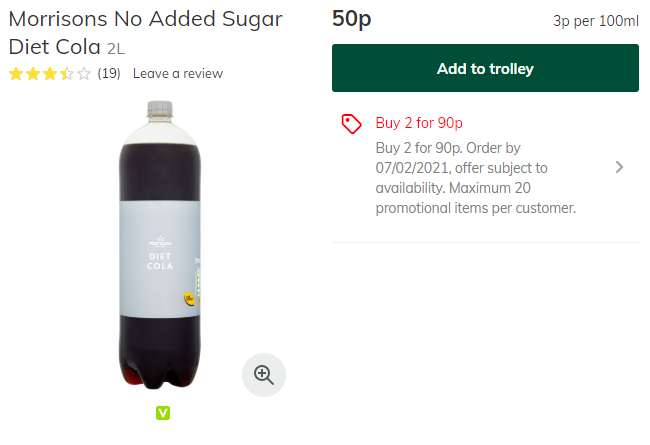 Morrisons No Added Sugar
Diet Cola 2L
(19) Leave a review
MORRISONS
DIET
COLA
V
50p
3p per 100ml
Add to trolley
Buy 2 for 90p
Buy 2 for 90p. Order by
07/02/2021, offer subject to
availability. Maximum 20
promotional items per customer.